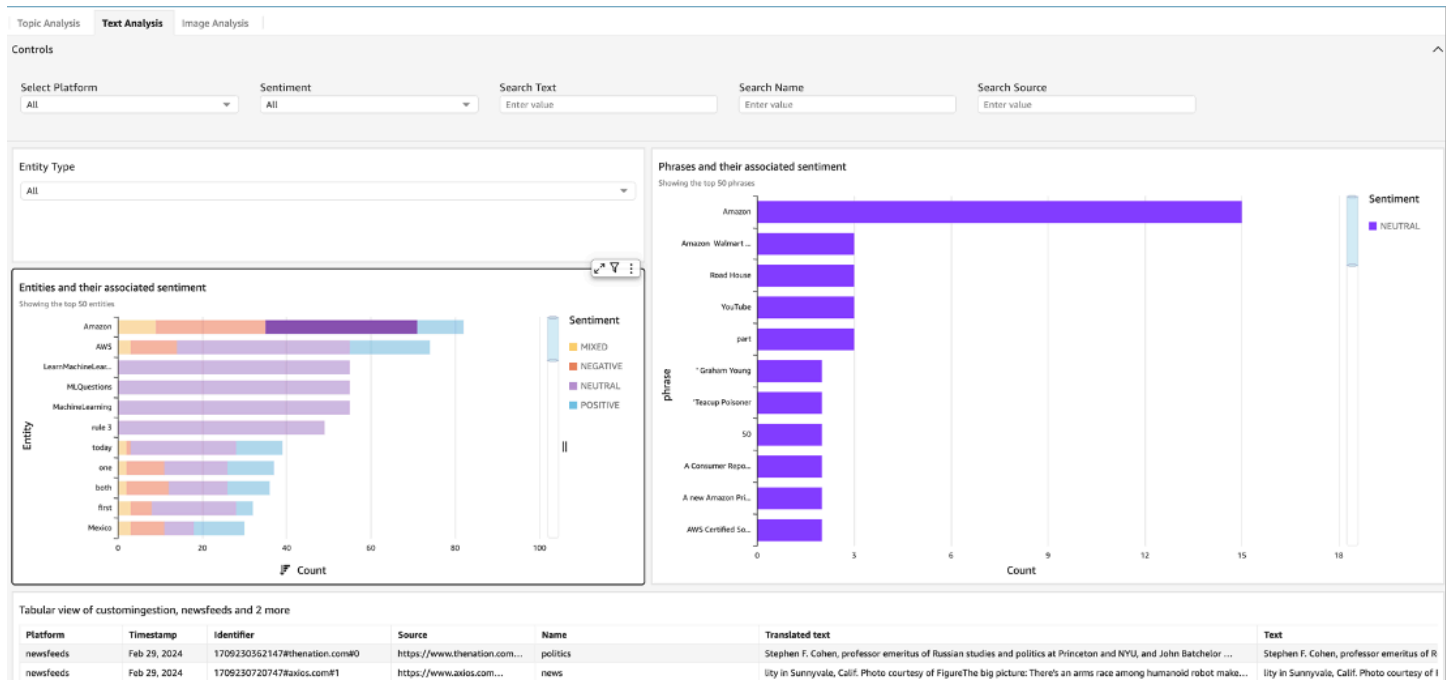 Topic Analysis Text Analysis Image Analysis
Controls
Select Platform Sentiment Search Text Search Name Search Source
All All Enter value Enter value Enter value
Entity Type
All
Entities and their associated sentiment
Showing the top 50 entities
Amazon
AWS
LearnMachineLear...
MLQuestions
MachineLearning
rule 3
today
one
both
first
Mexico
Entity
0 20 40 60 80 100
Count
Sentiment
MIXED
NEGATIVE
NEUTRAL
POSITIVE
Phrases and their associated sentiment
Showing the top 50 phrases
Amazon
Amazon Walmart ...
Road House
YouTube
part
" Graham Young
'Teacup Poisoner
50
A Consumer Repo...
A new Amazon Pri...
AWS Certified So...
phrase
0 3 6 9 12 15 18
Count
Sentiment
NEUTRAL
Tabular view of customingestion, newsfeeds and 2 more
Platform Timestamp Identifier Source Name Translated text Text
newsfeeds Feb 29, 2024 1709230362147#thenation.com#0 https://www.thenation.com... politics Stephen F. Cohen, professor emeritus of Russian studies and politics at Princeton and NYU, and John Batchelor ... Stephen F. Cohen, professor emeritus of R
newsfeeds Feb 29, 2024 1709230720747#axios.com#1 https://www.axios.com... news lity in Sunnyvale, Calif. Photo courtesy of FigureThe big picture: There's an arms race among humanoid robot make... lity in Sunnyvale, Calif. Photo courtesy of